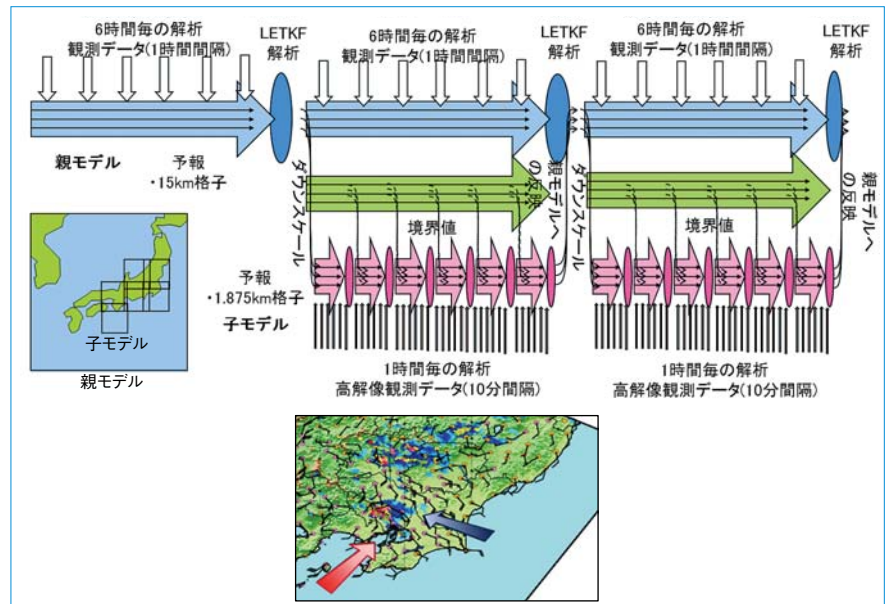 6時間毎の解析
観測データ(1時間間隔)
LETKF
解析
6時間毎の解析
観測データ(1時間間隔)
LETKF
解析
6時間毎の解析
観測データ(1時間間隔)
LETKF
解析
親モデル
予報
・15km格子
ダウンスケール
境界値
親モデルへ
の反映
ダウンスケール
境界値
親モデルへ
の反映
予報
・1.875km格子
子モデル
子モデル
親モデル
1時間毎の解析
高解像観測データ(10分間隔)
1時間毎の解析
高解像観測データ(10分間隔)